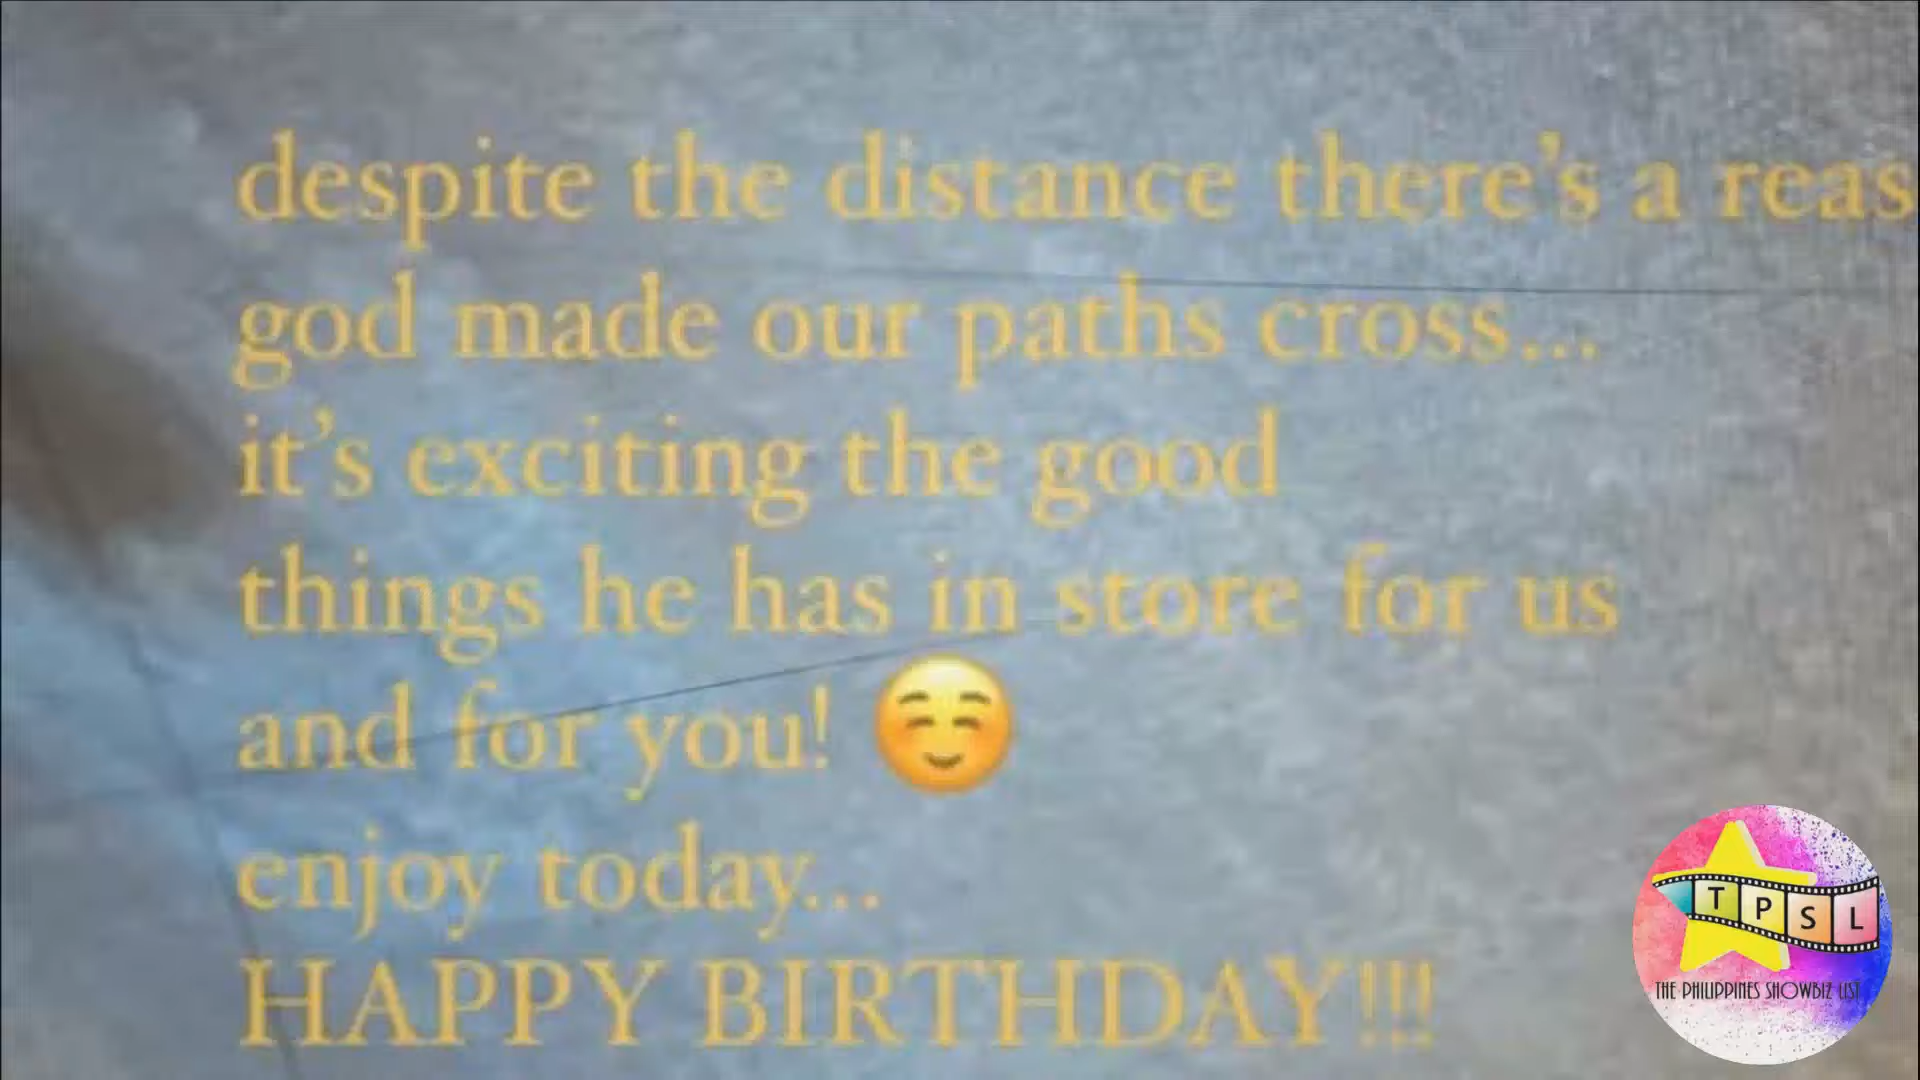 despite the distance there's a reas
god made our paths cross...
it's exciting the good
things he has in store for us
and for you! ☺️
enjoy today...
HAPPY BIRTHDAY!!!
TPSL
THE PHILIPPINES SHOWBIZ LIST